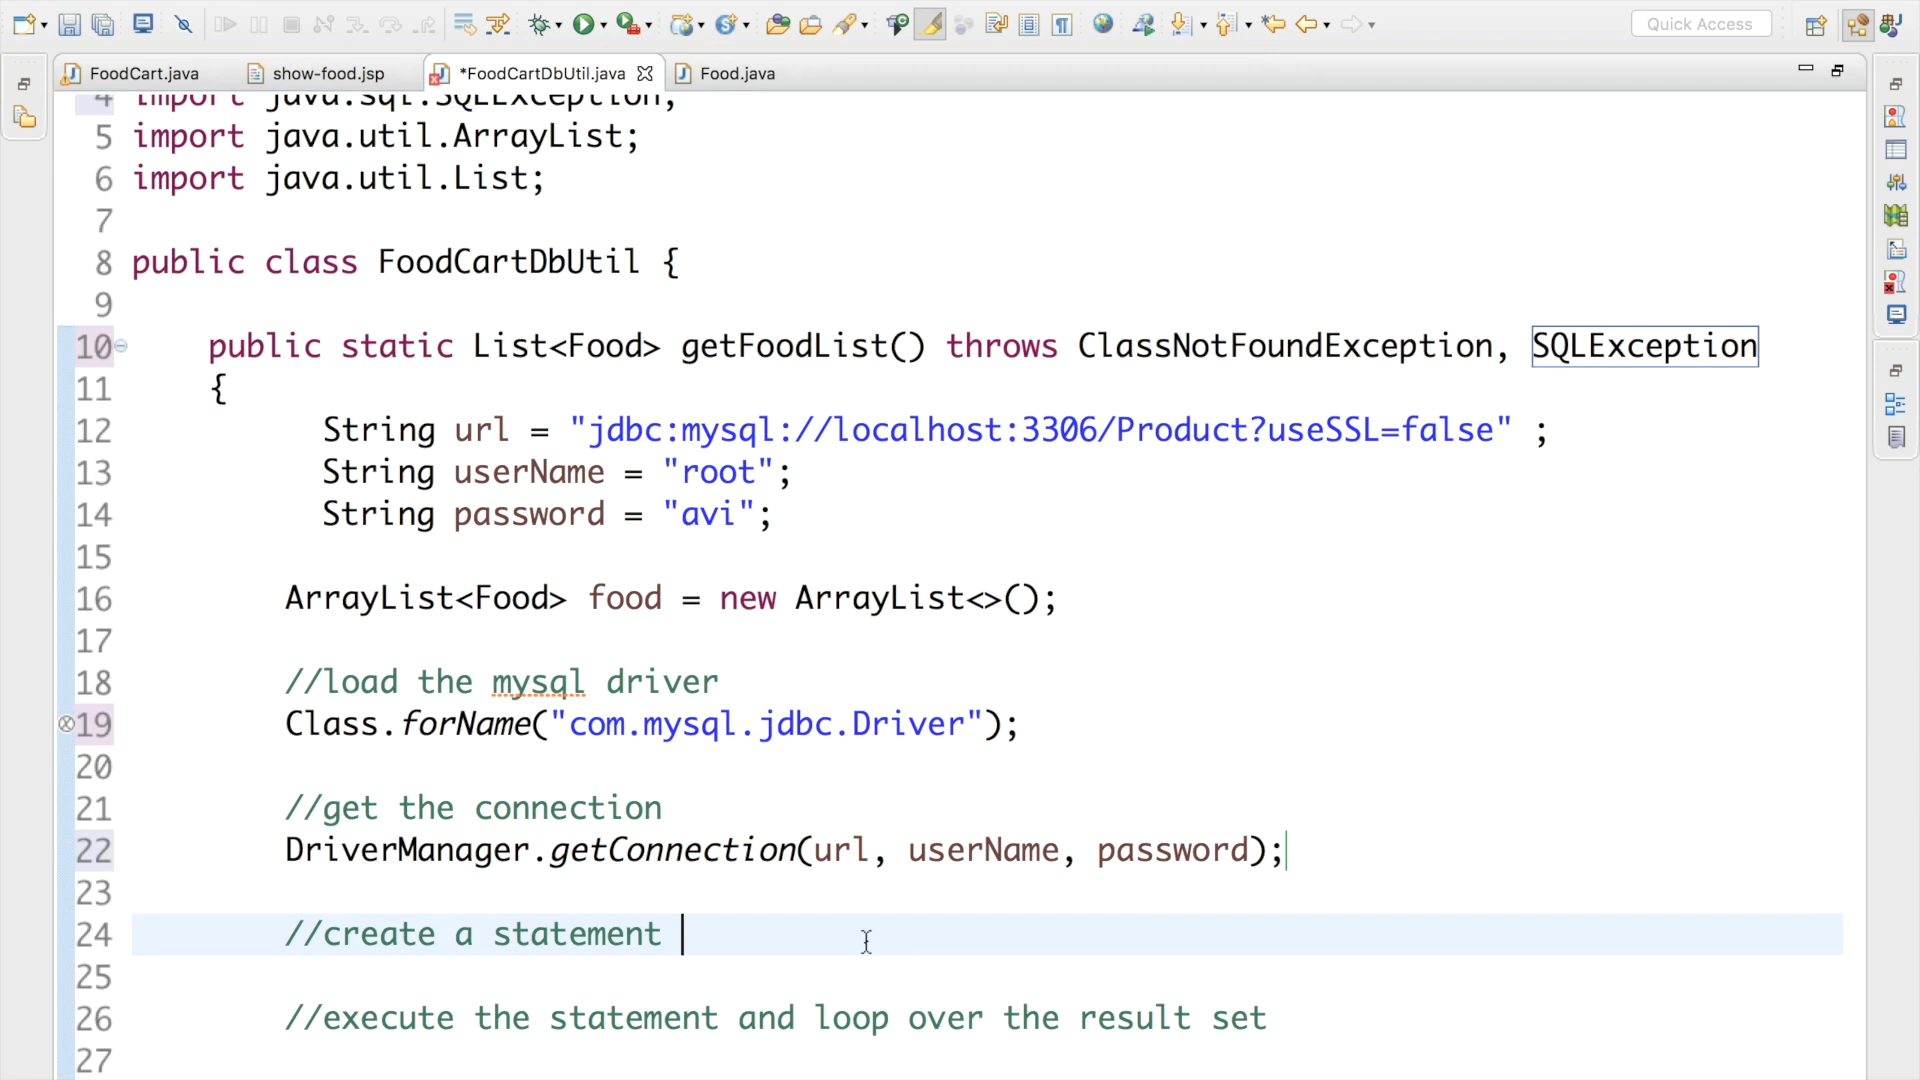 Quick Access
FoodCart.java show-food.jsp *FoodCartDbUtil.java Food.java
4 import java.sql.SQLException;
5 import java.util.ArrayList;
6 import java.util.List;
7
8 public class FoodCartDbUtil {
9
10 public static List<Food> getFoodList() throws ClassNotFoundException, SQLException
11 {
12 String url = "jdbc:mysql://localhost:3306/Product?useSSL=false" ;
13 String userName = "root";
14 String password = "avi";
15
16 ArrayList<Food> food = new ArrayList<>();
17
18 //load the mysql driver
19 Class.forName("com.mysql.jdbc.Driver");
20
21 //get the connection
22 DriverManager.getConnection(url, userName, password);
23
24 //create a statement
25
26 //execute the statement and loop over the result set
27